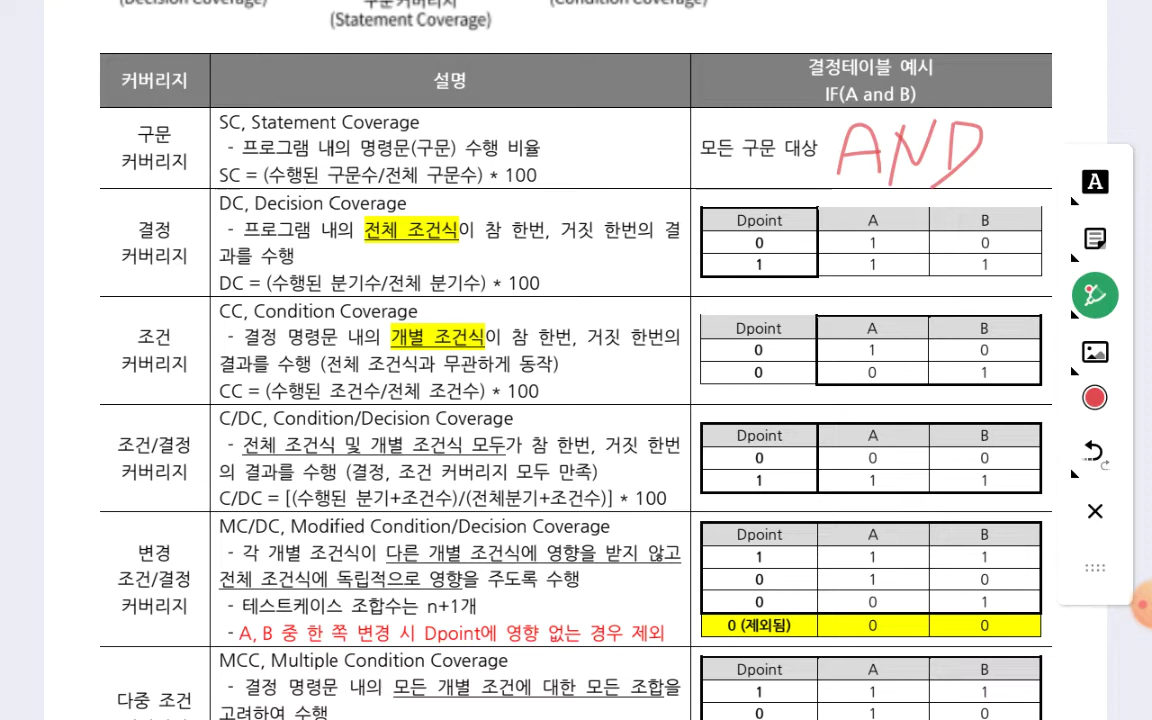 (Decision Coverage)
구문 커버리지
(Condition Coverage)
(Statement Coverage)
커버리지
설명
결정테이블 예시
IF(A and B)
구문
커버리지
SC, Statement Coverage
- 프로그램 내의 명령문(구문) 수행 비율
SC = (수행된 구문수/전체 구문수) * 100
모든 구문 대상
AND
결정
커버리지
DC, Decision Coverage
- 프로그램 내의 전체 조건식이 참 한번, 거짓 한번의 결
과를 수행
DC = (수행된 분기수/전체 분기수) * 100
Dpoint A B
0 1 0
1 1 1
조건
커버리지
CC, Condition Coverage
- 결정 명령문 내의 개별 조건식이 참 한번, 거짓 한번의
결과를 수행 (전체 조건식과 무관하게 동작)
CC = (수행된 조건수/전체 조건수) * 100
Dpoint A B
0 1 0
0 0 1
조건/결정
커버리지
C/DC, Condition/Decision Coverage
- 전체 조건식 및 개별 조건식 모두가 참 한번, 거짓 한번
의 결과를 수행 (결정, 조건 커버리지 모두 만족)
C/DC = [(수행된 분기+조건수)/(전체분기+조건수)] * 100
Dpoint A B
0 0 0
1 1 1
변경
조건/결정
커버리지
MC/DC, Modified Condition/Decision Coverage
- 각 개별 조건식이 다른 개별 조건식에 영향을 받지 않고
전체 조건식에 독립적으로 영향을 주도록 수행
- 테스트케이스 조합수는 n+1개
- A, B 중 한 쪽 변경 시 Dpoint에 영향 없는 경우 제외
Dpoint A B
1 1 1
0 1 0
0 0 1
0 (제외됨) 0 0
다중 조건
MCC, Multiple Condition Coverage
- 결정 명령문 내의 모든 개별 조건에 대한 모든 조합을
고려하여 수행
Dpoint A B
1 1 1
0 1 0
A